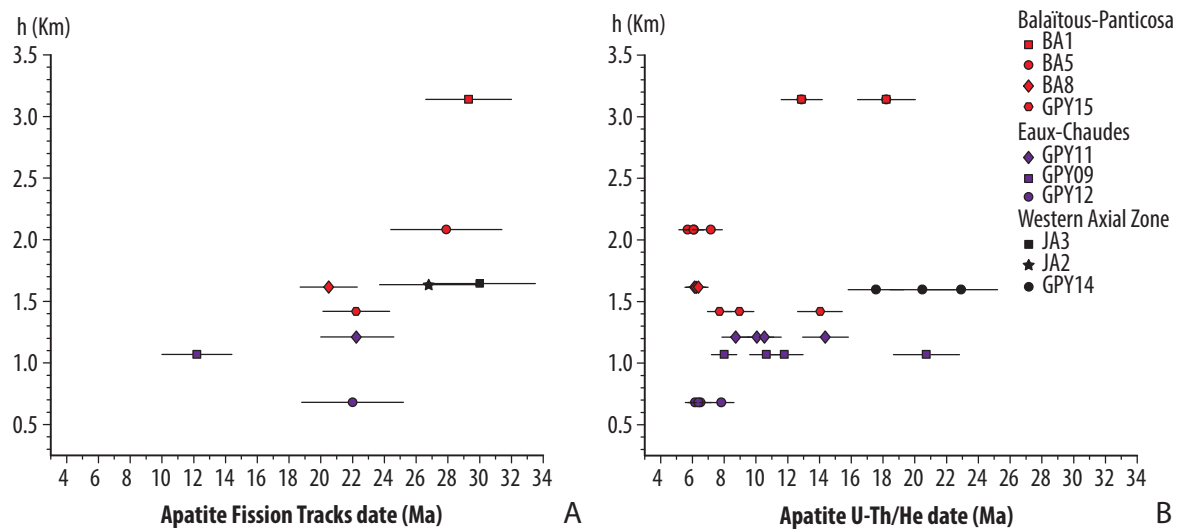 h (Km)
3.5
3.0
2.5
2.0
1.5
1.0
0.5
4 6 8 10 12 14 16 18 20 22 24 26 28 30 32 34
Apatite Fission Tracks date (Ma)
A
h (Km)
3.5
3.0
2.5
2.0
1.5
1.0
0.5
4 6 8 10 12 14 16 18 20 22 24 26 28 30 32 34
Apatite U-Th/He date (Ma)
B
Balaïtous-Panticosa
BA1
BA5
BA8
GPY15
Eaux-Chaudes
GPY11
GPY09
GPY12
Western Axial Zone
JA3
JA2
GPY14